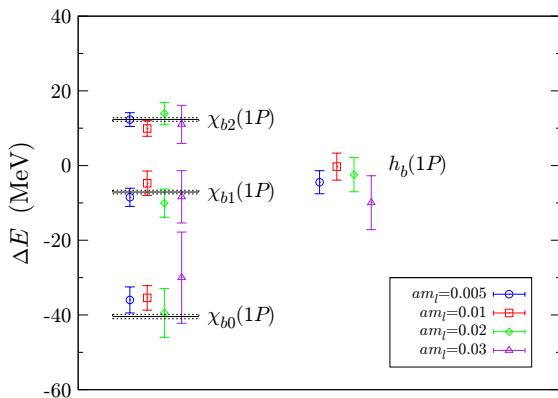 40
20
0
-20
-40
-60
ΔE (MeV)
χb2(1P)
χb1(1P)
χb0(1P)
hb(1P)
aml=0.005
aml=0.01
aml=0.02
aml=0.03